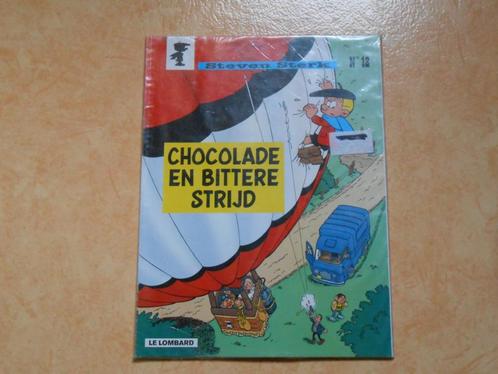 Steven Sterk
N° 12
CHOCOLADE
EN BITTERE
STRIJD
LE LOMBARD